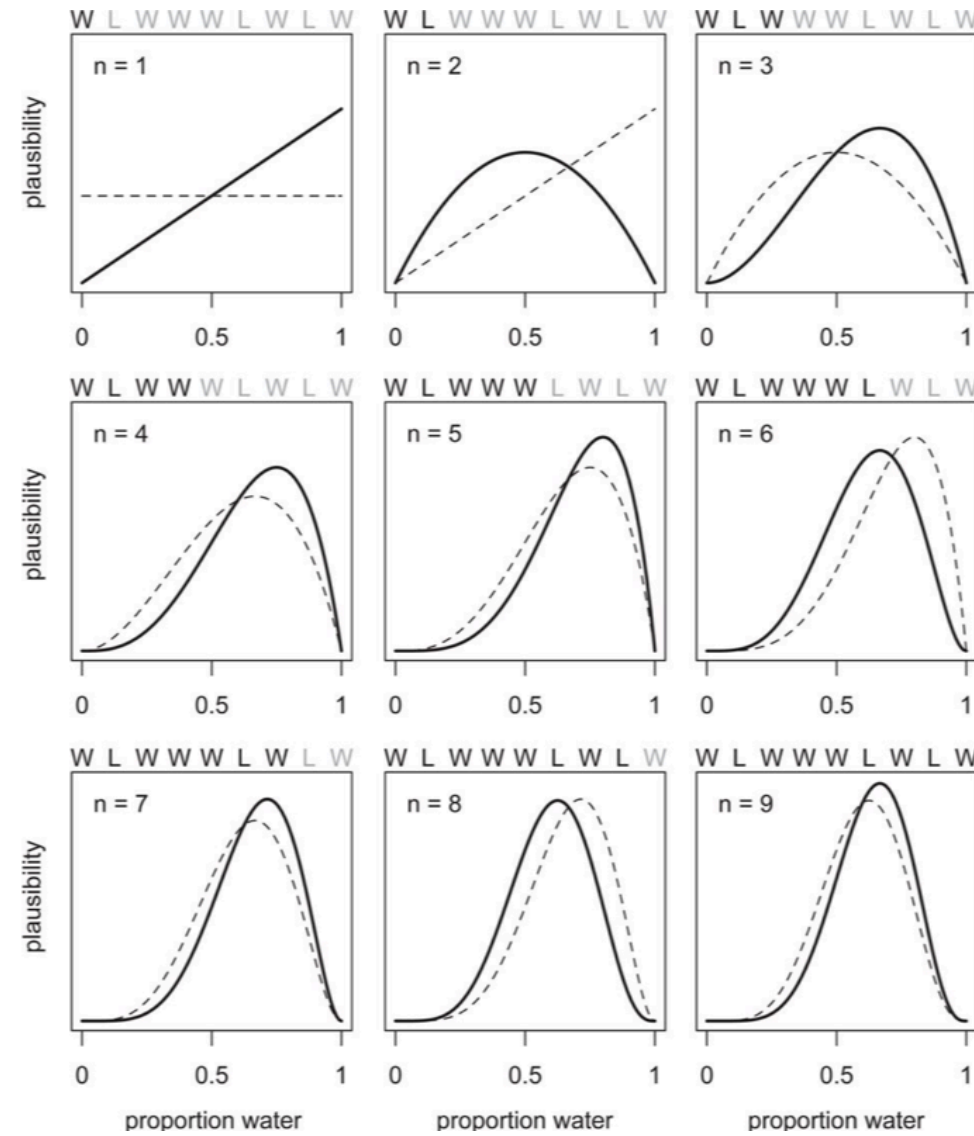 W L W W W L W L W
W L W W W L W L W
W L W W W L W L W
n = 1
n = 2
n = 3
plausibility
0 0.5 1
0 0.5 1
0 0.5 1
W L W W W L W L W
W L W W W L W L W
W L W W W L W L W
n = 4
n = 5
n = 6
plausibility
0 0.5 1
0 0.5 1
0 0.5 1
W L W W W L W L W
W L W W W L W L W
W L W W W L W L W
n = 7
n = 8
n = 9
plausibility
0 0.5 1
0 0.5 1
0 0.5 1
proportion water
proportion water
proportion water